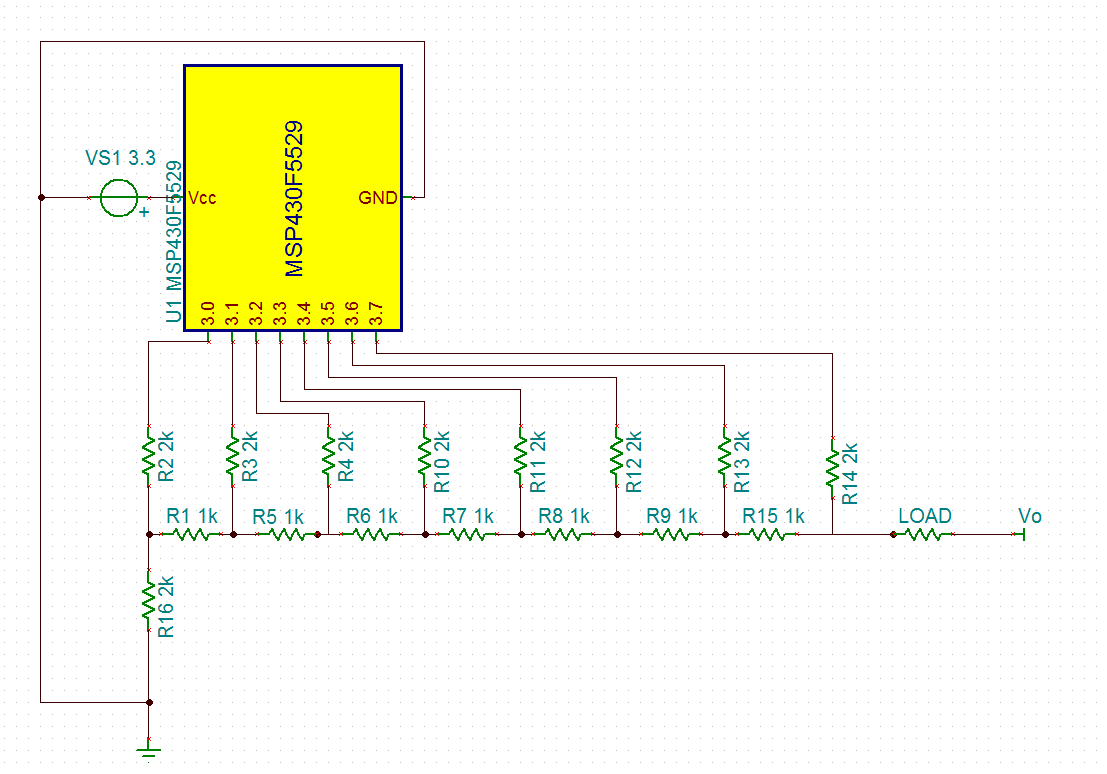 VS1 3.3
+
U1 MSP430F5529
Vcc
MSP430F5529
GND
3.0
3.1
3.2
3.3
3.4
3.5
3.6
3.7
R2 2k
R3 2k
R4 2k
R10 2k
R11 2k
R12 2k
R13 2k
R14 2k
R1 1k
R5 1k
R6 1k
R7 1k
R8 1k
R9 1k
R15 1k
LOAD
Vo
R16 2k